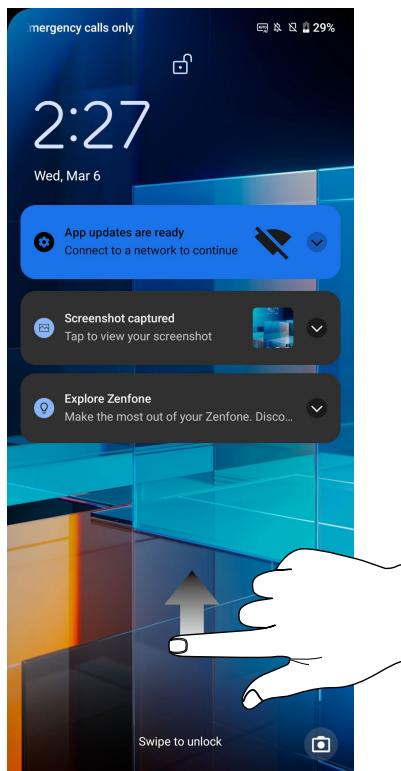 mergency calls only
29%
2:27
Wed, Mar 6
App updates are ready
Connect to a network to continue
Screenshot captured
Tap to view your screenshot
Explore Zenfone
Make the most out of your Zenfone. Disco...
Swipe to unlock